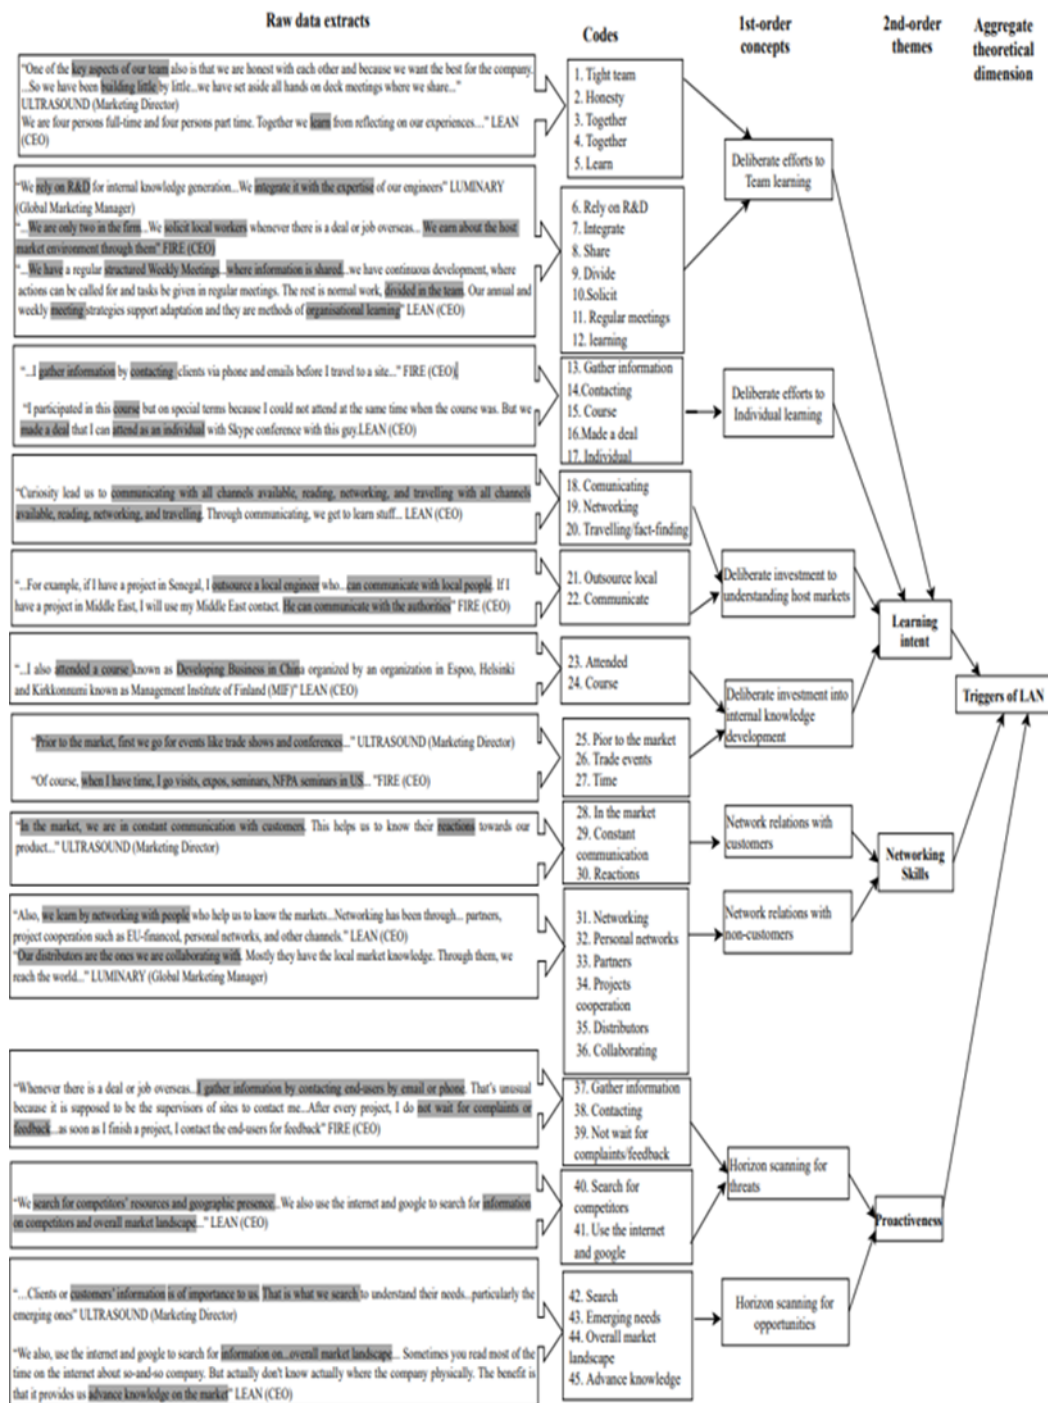 Raw data extracts
Codes
1st-order
concepts
2nd-order
themes
Aggregate
theoretical
dimension
“One of the key aspects of our team also is that we are honest with each other and because we want the best for the company.
...So we have been building little by little...we have set aside all hands on deck meetings where we share...”
ULTRASOUND (Marketing Director)
We are four persons full-time and four persons part time. Together we learn from reflecting on our experiences…” LEAN
(CEO)
1. Tight team
2. Honesty
3. Together
4. Together
5. Learn
Deliberate efforts to
Team learning
“We rely on R&D for internal knowledge generation...We integrate it with the expertise of our engineers” LUMINARY
(Global Marketing Manager)
“...We are only two in the firm...We solicit local workers whenever there is a deal or job overseas... We earn about the host
market environment through them” FIRE (CEO)
“...We have a regular structured Weekly Meetings...where information is shared...we have continuous development, where
actions can be called for and tasks be given in regular meetings. The rest is normal work, divided in the team. Our annual and
weekly meeting strategies support adaptation and they are methods of organisational learning” LEAN (CEO)
6. Rely on R&D
7. Integrate
8. Share
9. Divide
10.Solicit
11. Regular meetings
12. learning
“...I gather information by contacting clients via phone and emails before I travel to a site...” FIRE (CEO)
“I participated in this course but on special terms because I could not attend at the same time when the course was. But we
made a deal that I can attend as an individual with Skype conference with this guy.LEAN (CEO)
13. Gather information
14.Contacting
15. Course
16.Made a deal
17. Individual
Deliberate efforts to
Individual learning
“Curiosity lead us to communicating with all channels available, reading, networking, and travelling with all channels
available, reading, networking, and travelling. Through communicating, we get to learn stuff... LEAN (CEO)
18. Comunicating
19. Networking
20. Travelling/fact-finding
“...For example, if I have a project in Senegal, I outsource a local engineer who...can communicate with local people. If I
have a project in Middle East, I will use my Middle East contact. He can communicate with the authorities” FIRE (CEO)
21. Outsource local
22. Communicate
Deliberate investment to
understanding host markets
Learning
intent
“...I also attended a course known as Developing Business in China organized by an organization in Espoo, Helsinki
and Kirkkonnumi known as Management Institute of Finland (MIF)” LEAN (CEO)
23. Attended
24. Course
Deliberate investment into
internal knowledge
development
Triggers of LAN
“Prior to the market, first we go for events like trade shows and conferences...” ULTRASOUND (Marketing Director)
“Of course, when I have time, I go visits, expos, seminars, NFPA seminars in US... ”FIRE (CEO)
25. Pior to the market
26. Trade events
27. Time
“In the market, we are in constant communication with customers. This helps us to know their reactions towards our
product...” ULTRASOUND (Marketing Director)
28. In the market
29. Constant
communication
30. Reactions
Network relations with
customers
Networking
Skills
“Also, we learn by networking with people who help us to know the markets...Networking has been through... partners,
project cooperation such as EU-financed, personal networks, and other channels.” LEAN (CEO)
“Our distributors are the ones we are collaborating with. Mostly they have the local market knowledge. Through them, we
reach the world...” LUMINARY (Global Marketing Manager)
31. Networking
32. Personal networks
33. Partners
34. Projects
cooperation
35. Distributors
36. Collaborating
Network relations with
non-customers
“Whenever there is a deal or job overseas...I gather information by contacting end-users by email or phone. That's unusual
because it is supposed to be the supervisors of sites to contact me...After every project, I do not wait for complaints or
feedback...as soon as I finish a project, I contact the end-users for feedback” FIRE (CEO)
37. Gather information
38. Contacting
39. Not wait for
complaints/feedback
Horizon scanning for
threats
“We search for competitors' resources and geographic presence...We also use the internet and google to search for information
on competitors and overall market landscape...” LEAN (CEO)
40. Search for
competitors
41. Use the internet
and google
Proactiveness
“...Clients or customers' information is of importance to us. That is what we search to understand their needs...particularly the
emerging ones” ULTRASOUND (Marketing Director)
“We also, use the internet and google to search for information on...overall market landscape... Sometimes you read most of the
time on the internet about so-and-so company. But actually don't know actually where the company physically. The benefit is
that it provides us advance knowledge on the market” LEAN (CEO)
42. Search
43. Emerging needs
44. Overall market
landscape
45. Advance knowledge
Horizon scanning for
opportunities